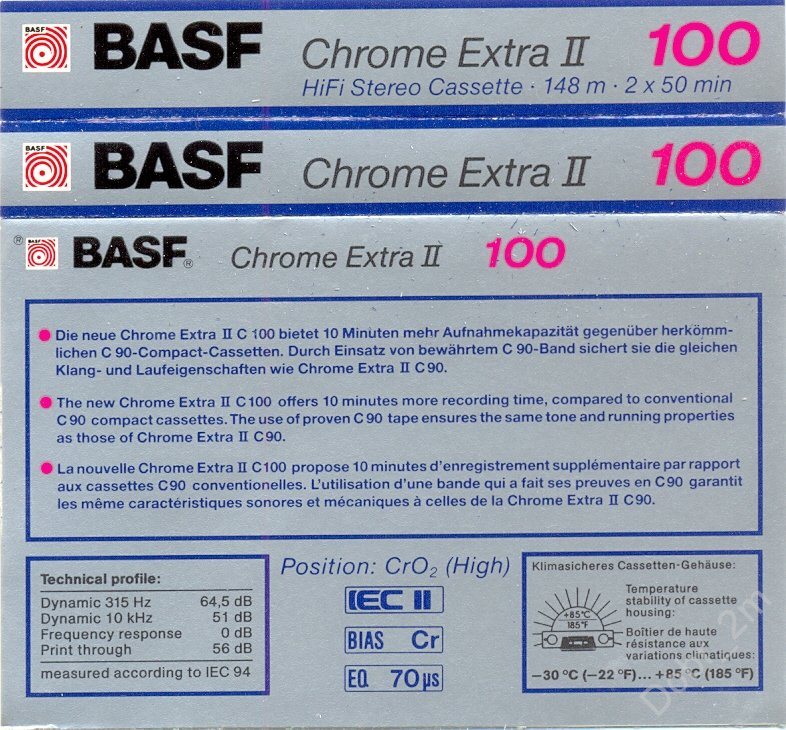 BASF BASF Chrome Extra II 100
HiFi Stereo Cassette · 148 m · 2 x 50 min
BASF BASF Chrome Extra II 100
® BASF BASF® Chrome Extra II 100
● Die neue Chrome Extra II C 100 bietet 10 Minuten mehr Aufnahmekapazität gegenüber herkömm-
lichen C 90-Compact-Cassetten. Durch Einsatz von bewährtem C 90-Band sichert sie die gleichen
Klang- und Laufeigenschaften wie Chrome Extra II C 90.
● The new Chrome Extra II C100 offers 10 minutes more recording time, compared to conventional
C 90 compact cassettes. The use of proven C 90 tape ensures the same tone and running properties
as those of Chrome Extra II C 90.
● La nouvelle Chrome Extra II C100 propose 10 minutes d'enregistrement supplémentaire par rapport
aux cassettes C90 conventionelles. L'utilisation d'une bande qui a fait ses preuves en C90 garantit
les même caractéristiques sonores et mécaniques à celles de la Chrome Extra II C 90.
Technical profile:
Dynamic 315 Hz 64,5 dB
Dynamic 10 kHz 51 dB
Frequency response 0 dB
Print through 56 dB
measured according to IEC 94
Position: CrO₂ (High)
IEC II
BIAS Cr
EQ 70 µs
Klimasicheres Cassetten-Gehäuse:
+85°C
185°F
Temperature
stability of cassette
housing:
Boîtier de haute
résistance aux
variations climatiques:
−30 °C (−22 °F)... +85 °C (185 °F)